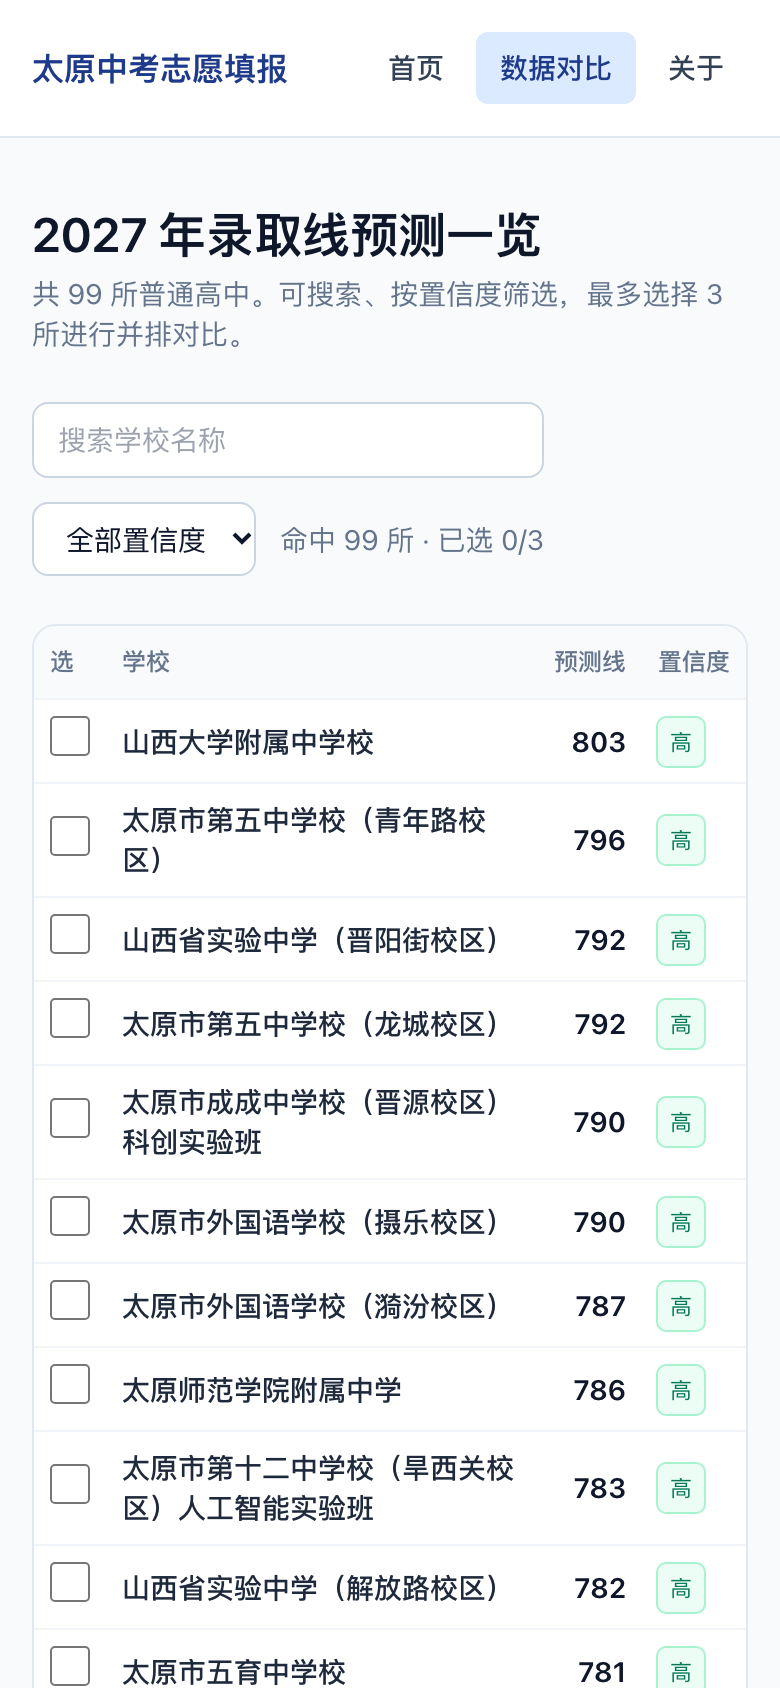 太原中考志愿填报 首页 数据对比 关于
2027 年录取线预测一览
共 99 所普通高中。可搜索、按置信度筛选，最多选择 3
所进行并排对比。
搜索学校名称
全部置信度 命中 99 所 · 已选 0/3
选 学校 预测线 置信度
山西大学附属中学校 803 高
太原市第五中学校（青年路校
区） 796 高
山西省实验中学（晋阳街校区） 792 高
太原市第五中学校（龙城校区） 792 高
太原市成成中学校（晋源校区）
科创实验班 790 高
太原市外国语学校（摄乐校区） 790 高
太原市外国语学校（漪汾校区） 787 高
太原师范学院附属中学 786 高
太原市第十二中学校（旱西关校
区）人工智能实验班 783 高
山西省实验中学（解放路校区） 782 高
太原市五育中学校 781 高